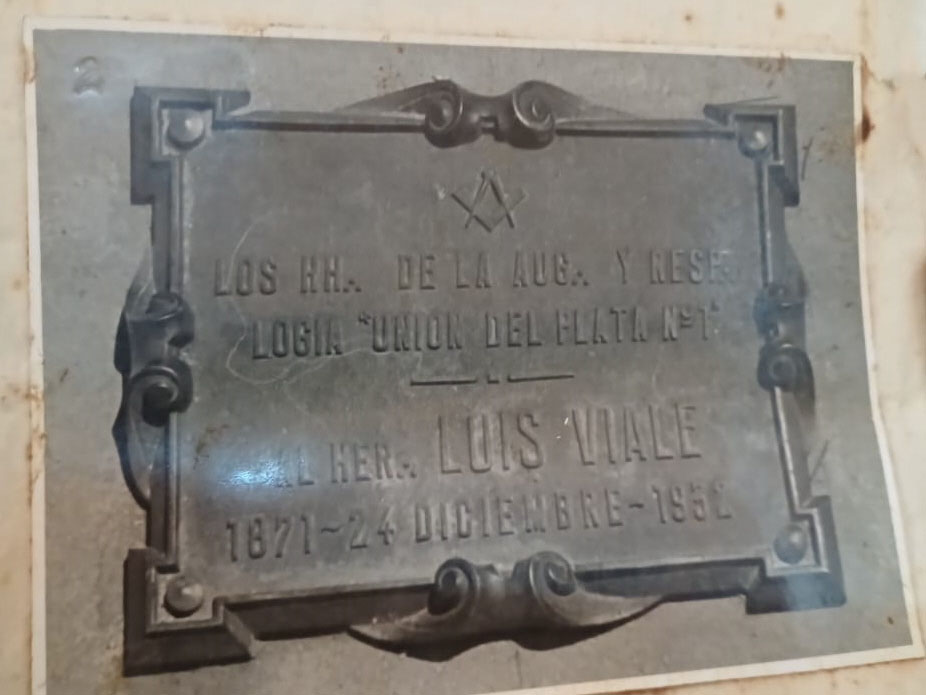 2
LOS HH∴ DE LA AUG∴ Y RESP∴
LOGIA "UNION DEL PLATA Nº1"
AL HER∴ LUIS VIALE
1871~24 DICIEMBRE~1932